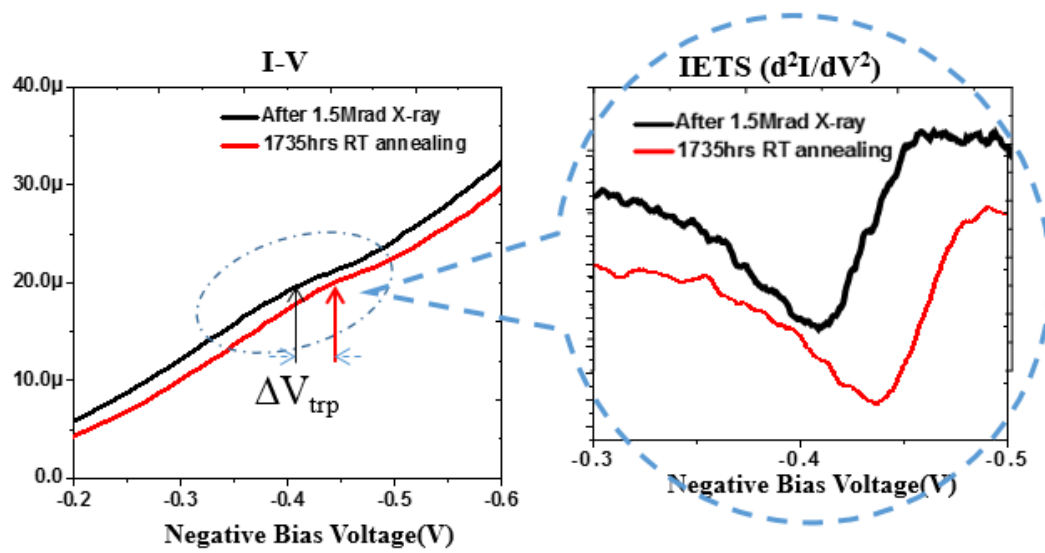 I-V
40.0µ
30.0µ
20.0µ
10.0µ
0.0
After 1.5Mrad X-ray
1735hrs RT annealing
ΔVtrp
-0.2 -0.3 -0.4 -0.5 -0.6
Negative Bias Voltage(V)
IETS (d²I/dV²)
After 1.5Mrad X-ray
1735hrs RT annealing
-0.3 -0.4 -0.5
Negative Bias Voltage(V)